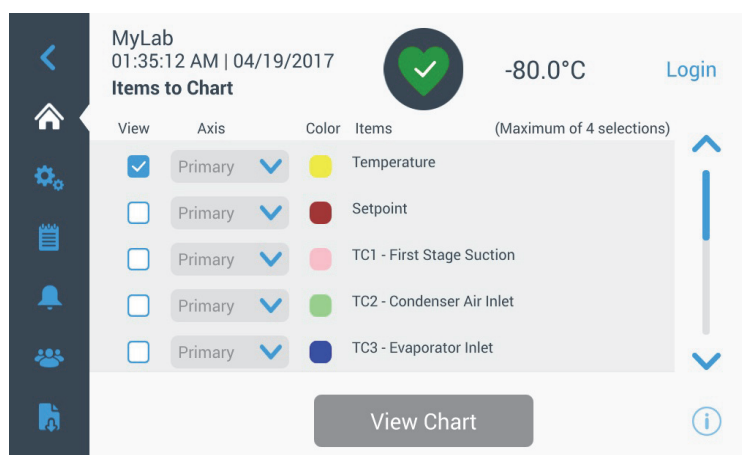 MyLab
01:35:12 AM | 04/19/2017
Items to Chart
-80.0°C
Login
View Axis Color Items (Maximum of 4 selections)
Primary Temperature
Primary Setpoint
Primary TC1 - First Stage Suction
Primary TC2 - Condenser Air Inlet
Primary TC3 - Evaporator Inlet
View Chart